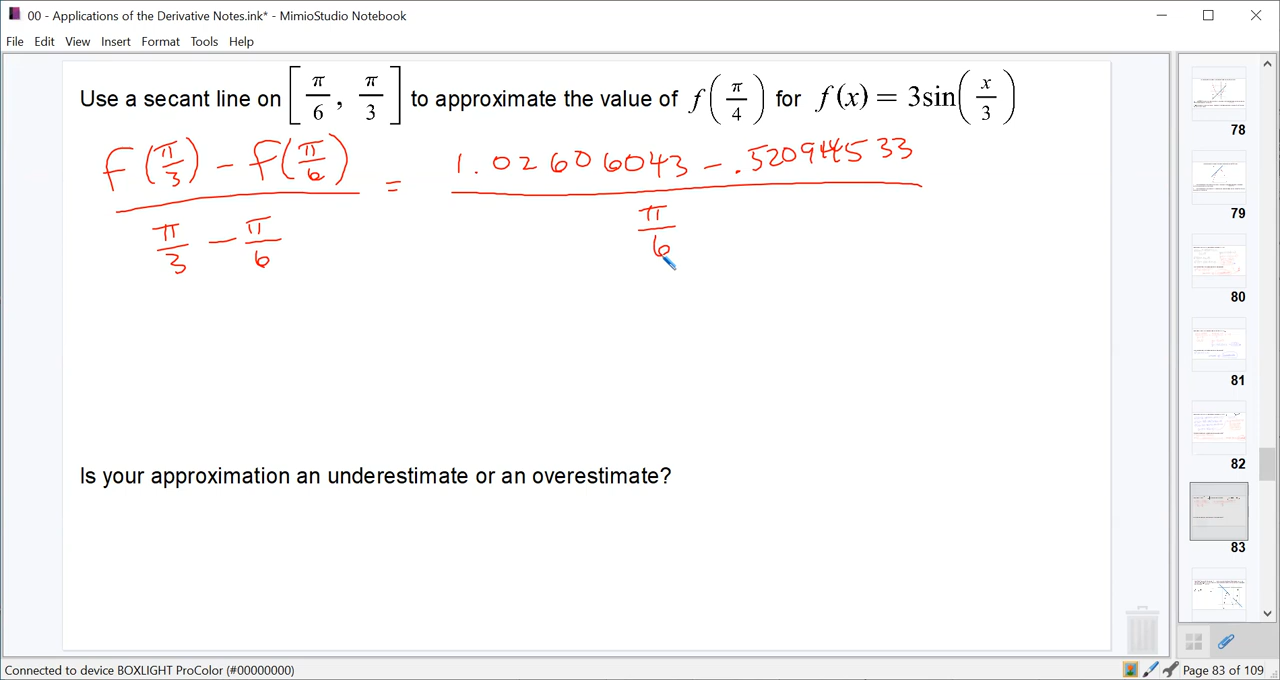 00 - Applications of the Derivative Notes.ink* - MimioStudio Notebook
File Edit View Insert Format Tools Help
Use a secant line on [π/6, π/3] to approximate the value of f(π/4) for f(x) = 3sin(x/3)
(f(π/3) - f(π/6)) / (π/3 - π/6) = (1.02606043 - .520944533) / (π/6)
Is your approximation an underestimate or an overestimate?
78
79
80
81
82
83
Connected to device BOXLIGHT ProColor (#00000000)
Page 83 of 109